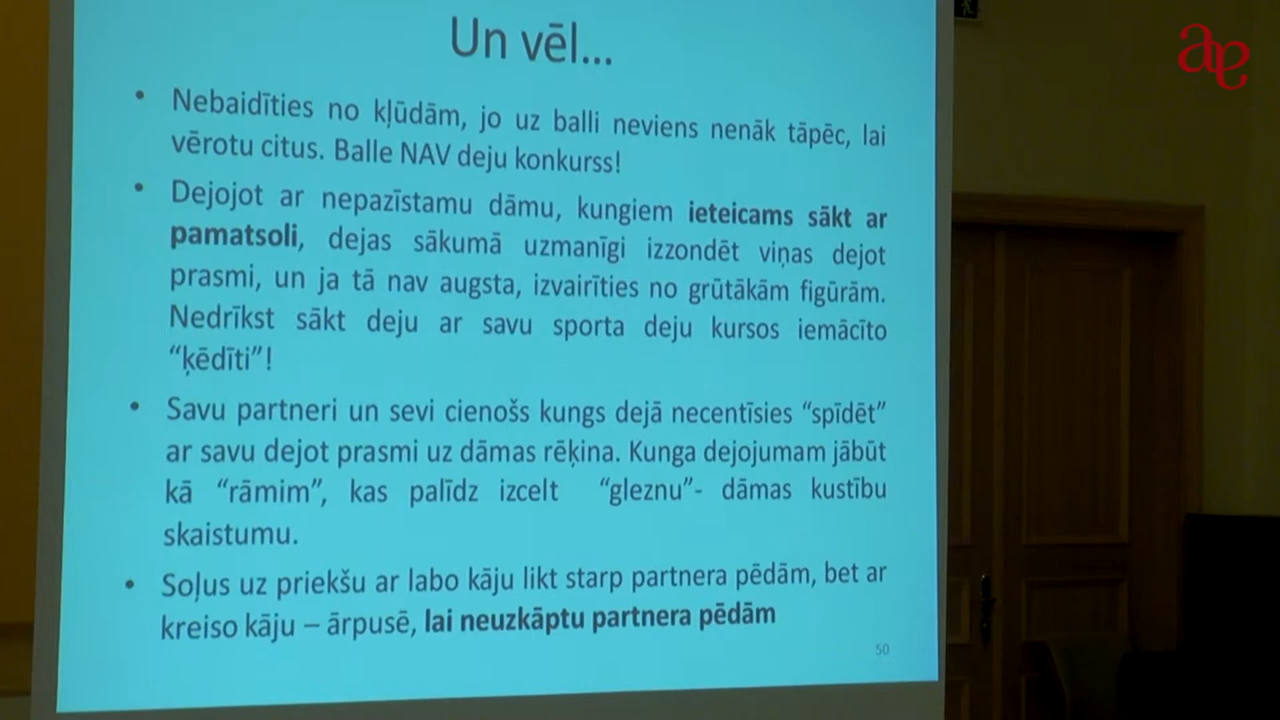 Un vēl...
• Nebaidīties no kļūdām, jo uz balli neviens nenāk tāpēc, lai
vērotu citus. Balle NAV deju konkurss!
• Dejojot ar nepazīstamu dāmu, kungiem ieteicams sākt ar
pamatsoli, dejas sākumā uzmanīgi izzondēt viņas dejot
prasmi, un ja tā nav augsta, izvairīties no grūtākām figūrām.
Nedrīkst sākt deju ar savu sporta deju kursos iemācīto
“ķēdīti”!
• Savu partneri un sevi cienošs kungs dejā necentīsies “spīdēt”
ar savu dejot prasmi uz dāmas rēķina. Kunga dejojumam jābūt
kā “rāmim”, kas palīdz izcelt “gleznu”- dāmas kustību
skaistumu.
• Soļus uz priekšu ar labo kāju likt starp partnera pēdām, bet ar
kreiso kāju – ārpusē, lai neuzkāptu partnera pēdām
50
ae